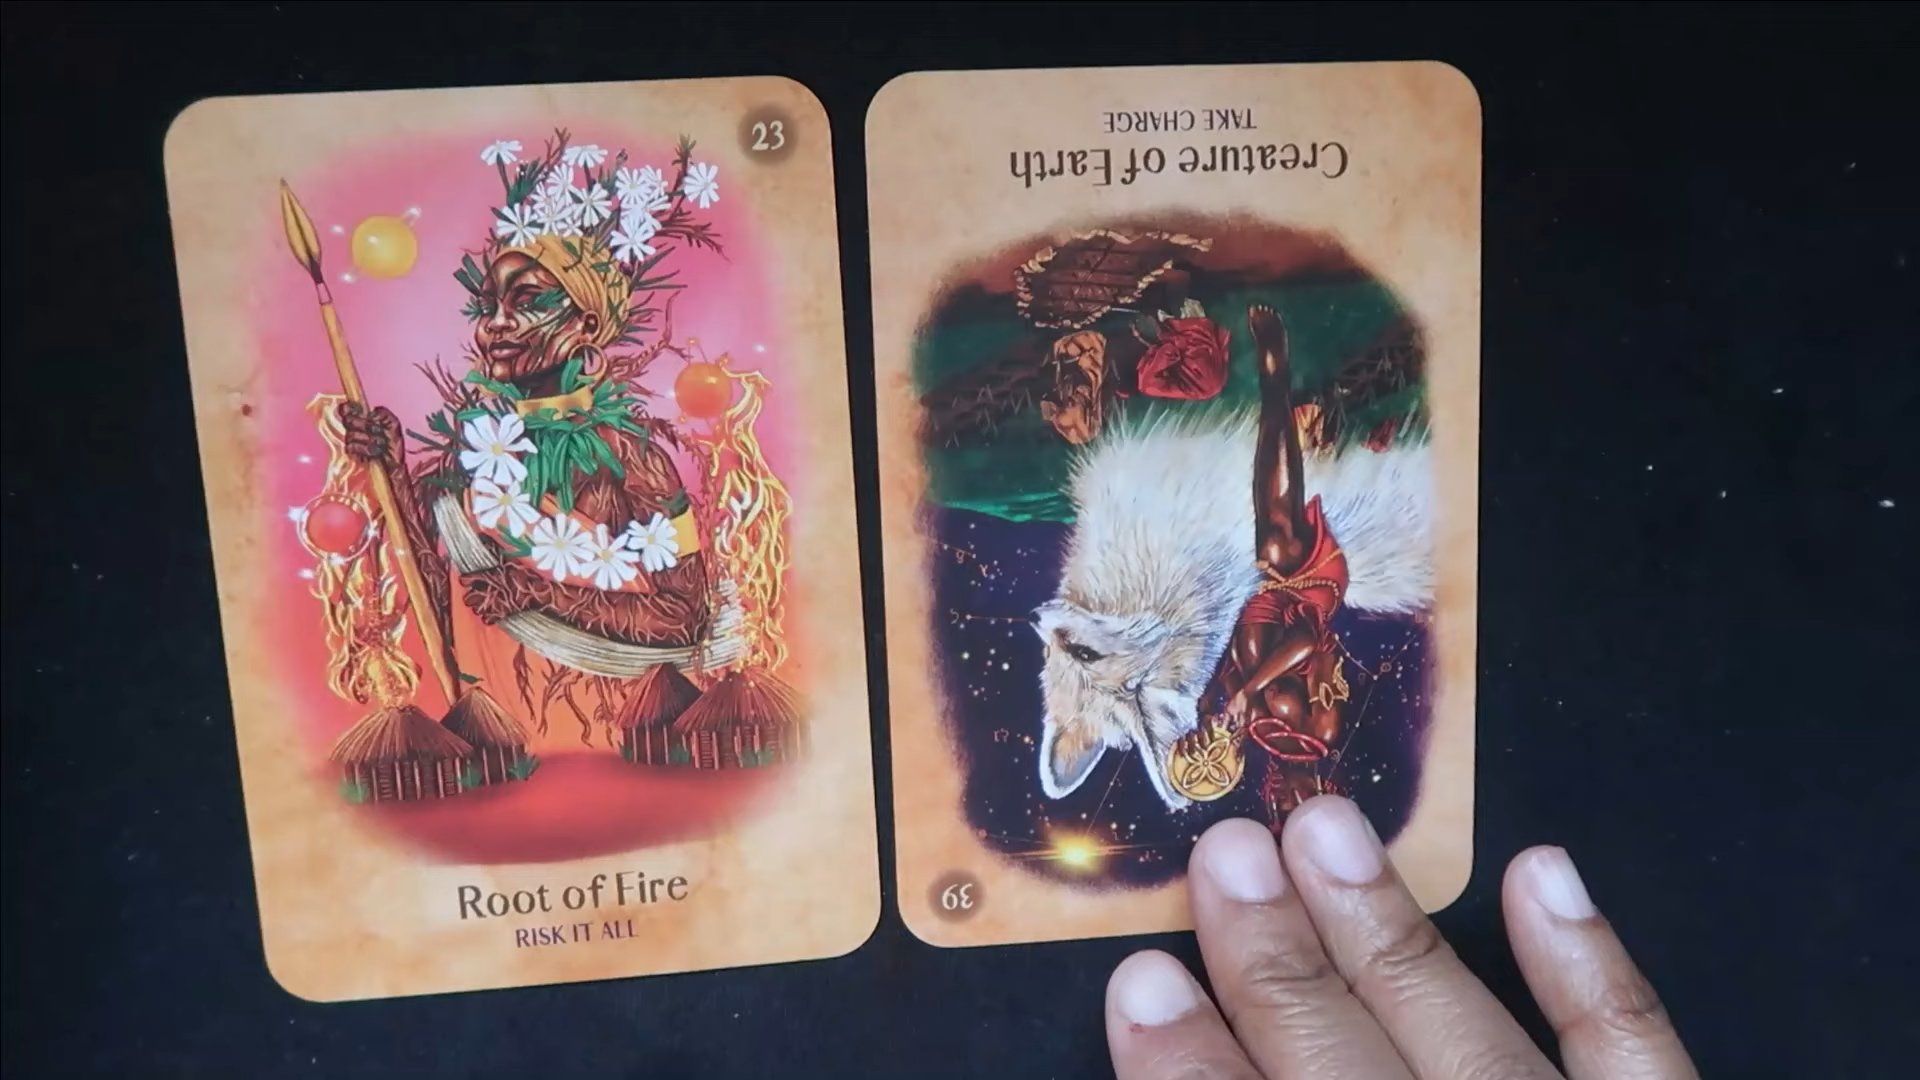 23
Root of Fire
RISK IT ALL
39
Creature of Earth
TAKE CHARGE